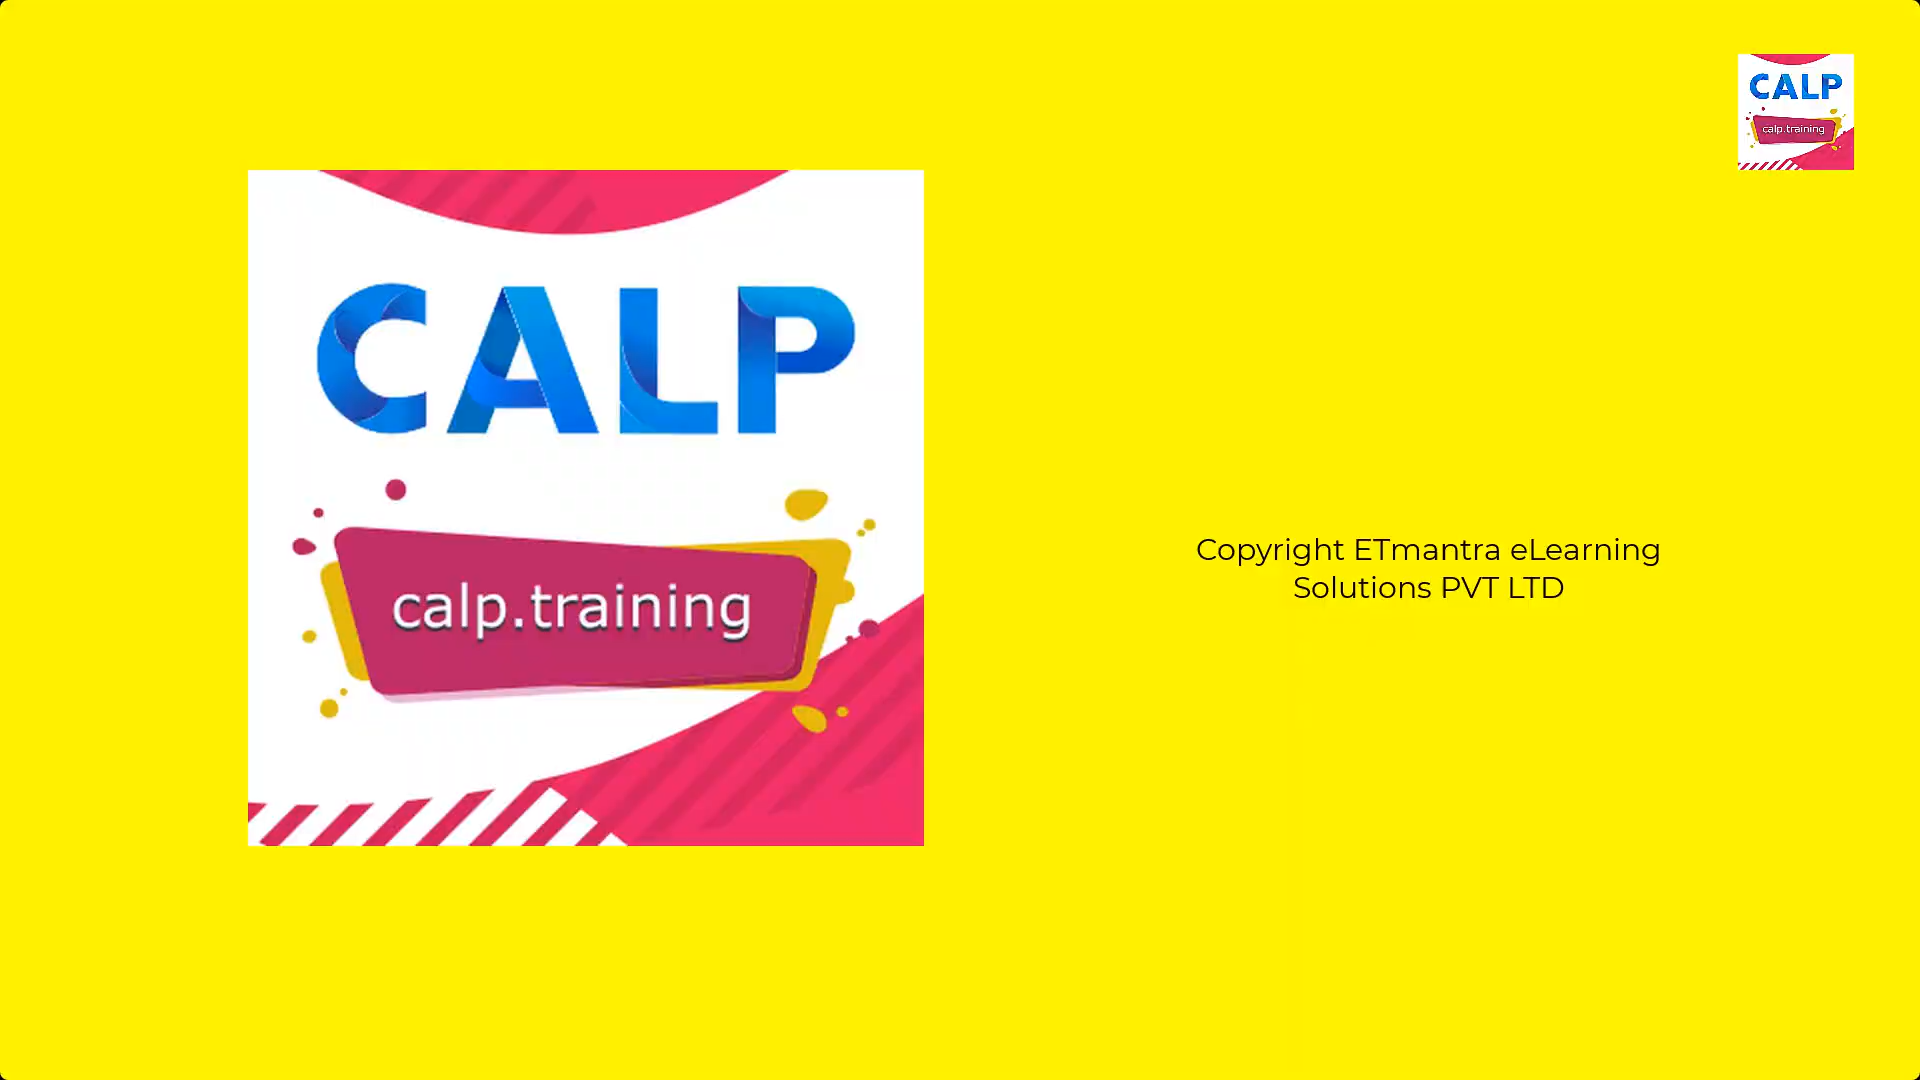 CALP
calp.training
CALP
calp.training
Copyright ETmantra eLearning
Solutions PVT LTD